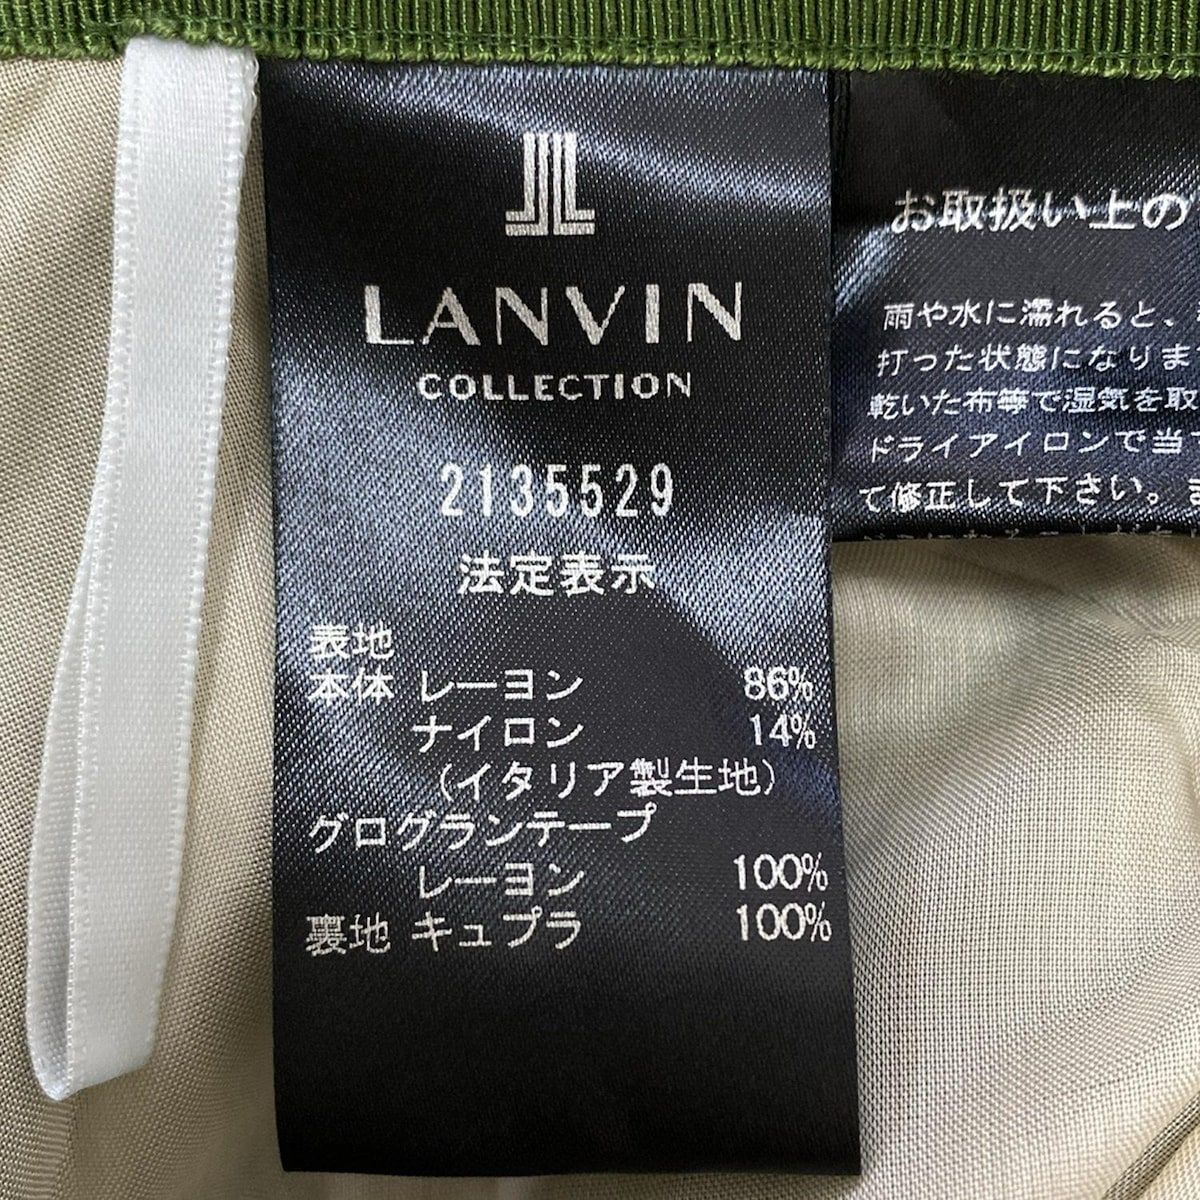 LANVIN
COLLECTION
2135529
法定表示
表地
本体 レーヨン 86%
ナイロン 14%
(イタリア製生地)
グログランテープ
レーヨン 100%
裏地 キュプラ 100%
お取扱い上の
雨や水に濡れると、
打った状態になりま
乾いた布等で湿気を取
ドライアイロンで当て
て修正して下さい。